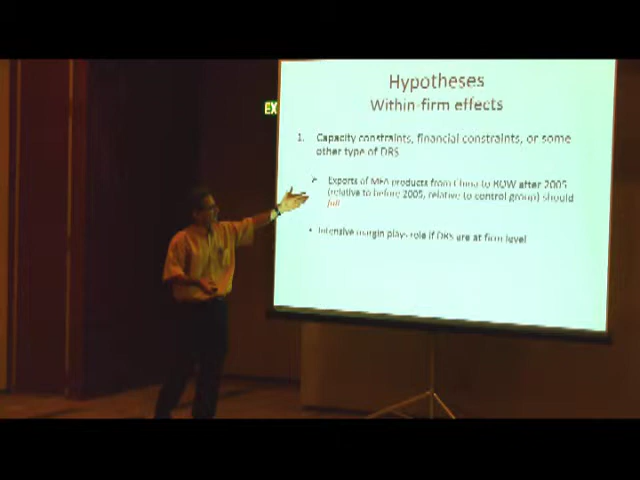 Hypotheses
Within-firm effects
EX
1. Capacity constraints, financial constraints, or some
other type of DRS
➢ Exports of MFA products from China to ROW after 2005
(relative to before 2005, relative to control group) should
fall
• Intensive margin plays role if DRS are at firm level